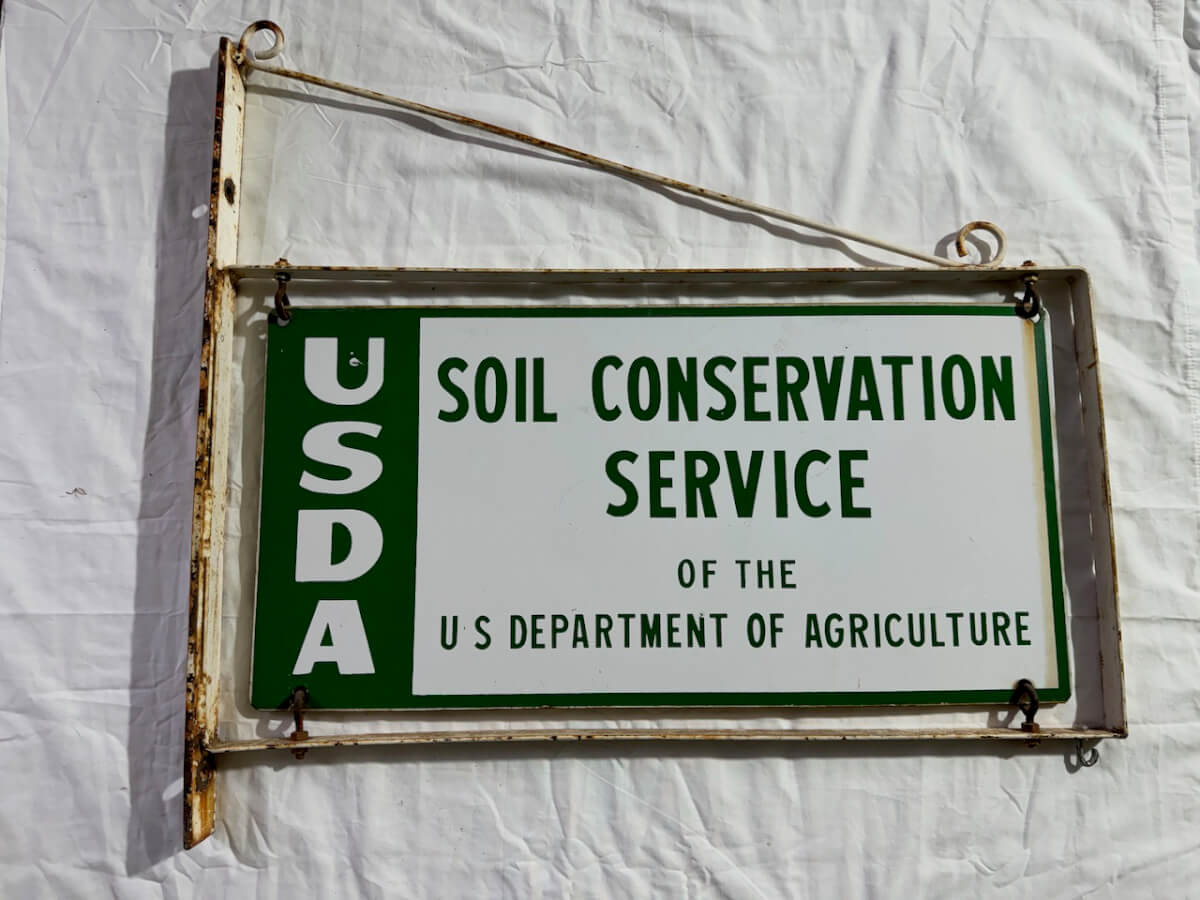 USDA
SOIL CONSERVATION
SERVICE
OF THE
U S DEPARTMENT OF AGRICULTURE